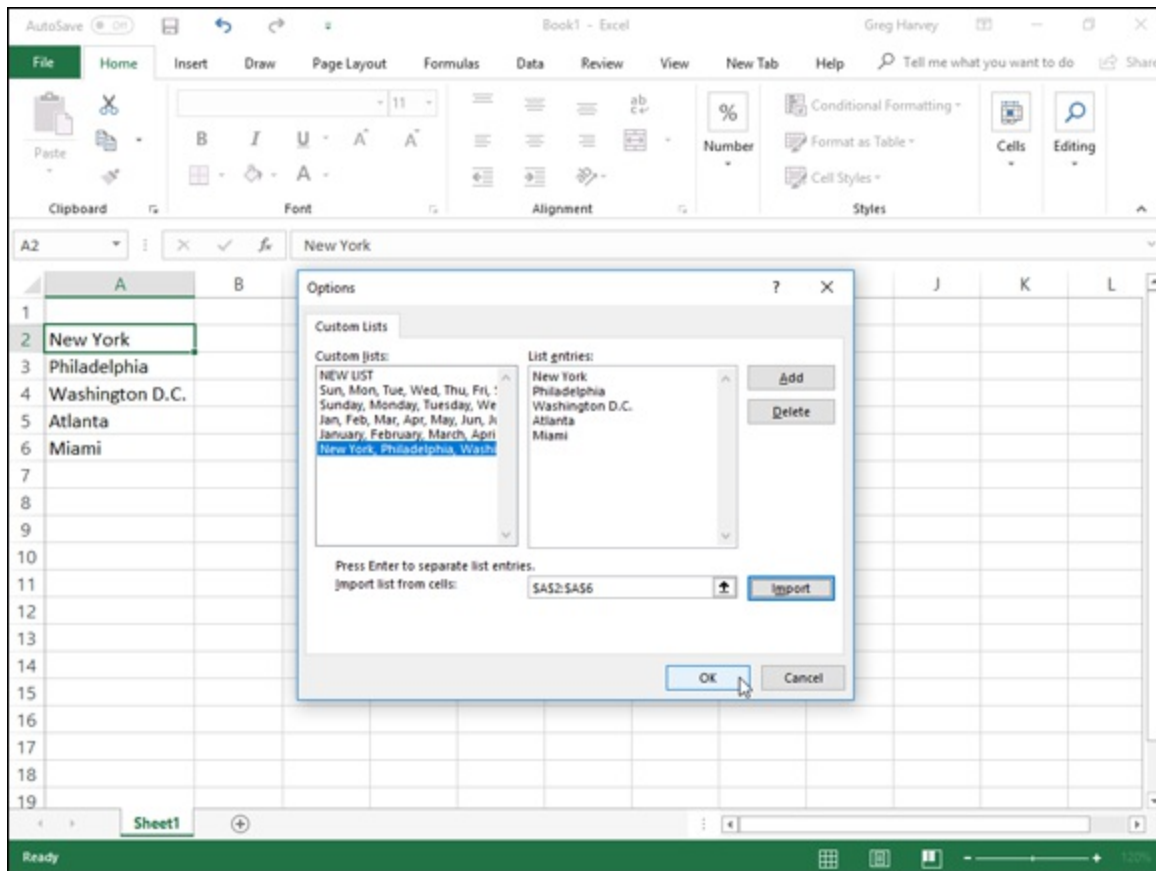 AutoSave Off Book1 - Excel Greg Harvey
File Home Insert Draw Page Layout Formulas Data Review View New Tab Help Tell me what you want to do Share
Paste
Clipboard
11
B I U A A
A
Font
ab
Alignment
%
Number
Conditional Formatting
Format as Table
Cell Styles
Styles
Cells
Editing
A2 fx New York
A B J K L
1
2 New York
3 Philadelphia
4 Washington D.C.
5 Atlanta
6 Miami
7
8
9
10
11
12
13
14
15
16
17
18
19
Options ?
Custom Lists
Custom lists:
NEW LIST
Sun, Mon, Tue, Wed, Thu, Fri,
Sunday, Monday, Tuesday, We
Jan, Feb, Mar, Apr, May, Jun,
January, February, March, Apri
New York, Philadelphia, Washi
List entries:
New York
Philadelphia
Washington D.C.
Atlanta
Miami
Add
Delete
Press Enter to separate list entries.
Import list from cells: $A$2:$A$6 Import
OK Cancel
Sheet1
Ready 120%